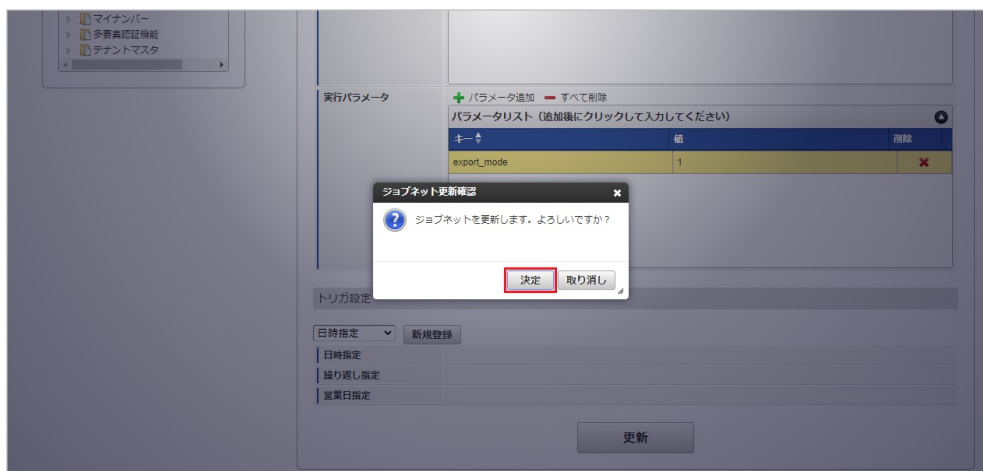 マイナンバー
多要素認証機能
テナントマスタ
実行パラメータ
パラメータ追加 すべて削除
パラメータリスト（追加後にクリックして入力してください）
キー 値 削除
export_mode 1
ジョブネット更新確認
ジョブネットを更新します。よろしいですか？
決定 取り消し
トリガ設定
日時指定 新規登録
日時指定
繰り返し指定
営業日指定
更新